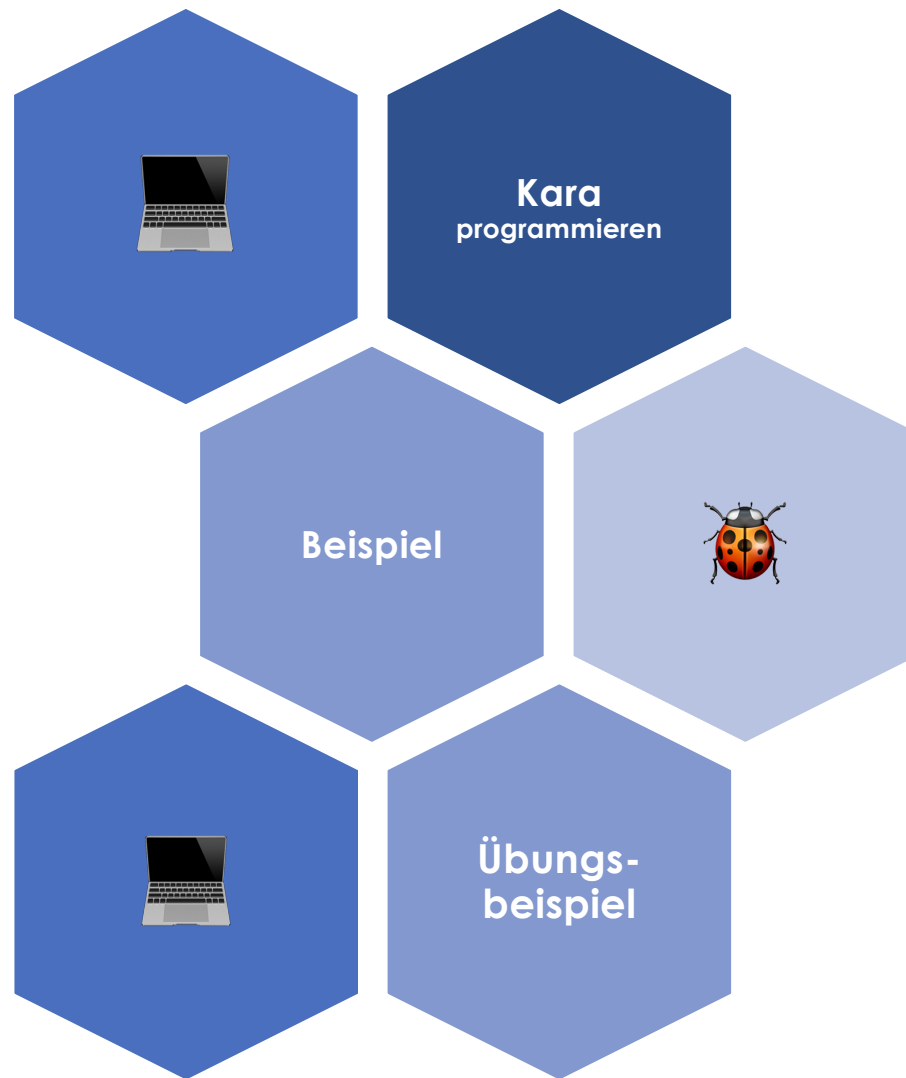 Kara
programmieren
Beispiel
Übungs-
beispiel